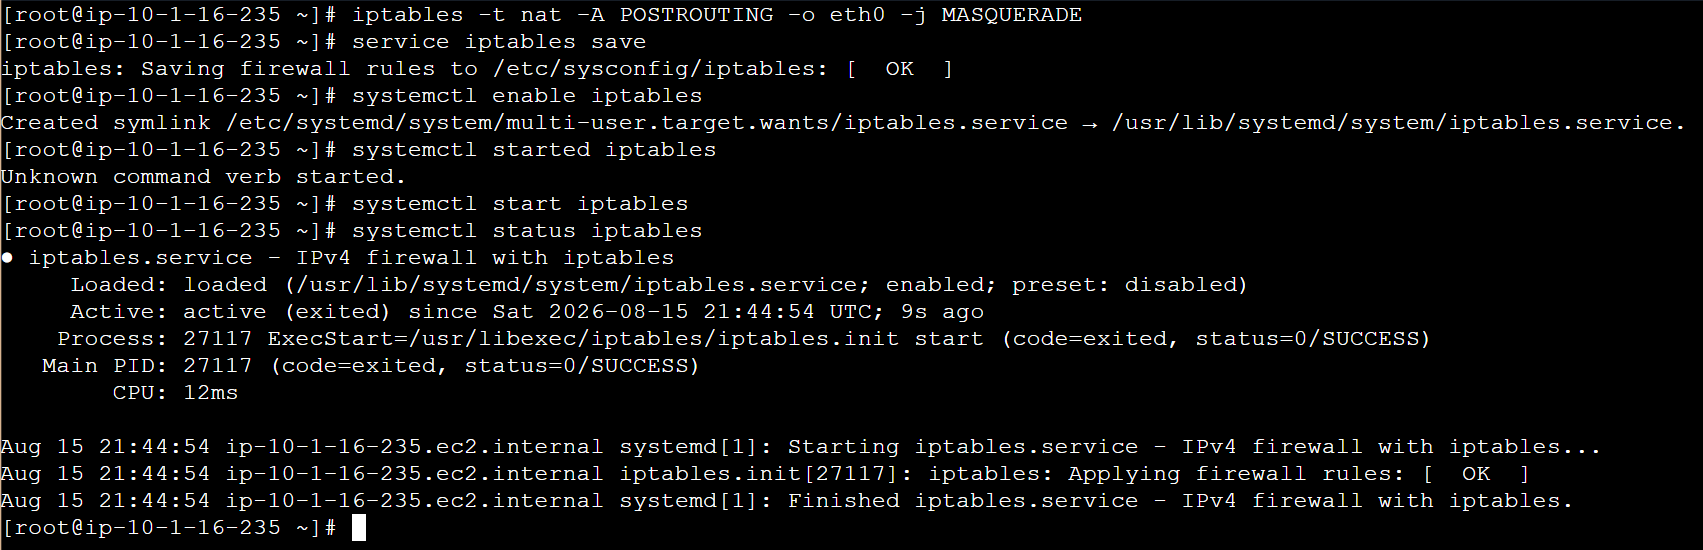 [root@ip-10-1-16-235 ~]# iptables -t nat -A POSTROUTING -o eth0 -j MASQUERADE
[root@ip-10-1-16-235 ~]# service iptables save
iptables: Saving firewall rules to /etc/sysconfig/iptables: [  OK  ]
[root@ip-10-1-16-235 ~]# systemctl enable iptables
Created symlink /etc/systemd/system/multi-user.target.wants/iptables.service → /usr/lib/systemd/system/iptables.service.
[root@ip-10-1-16-235 ~]# systemctl started iptables
Unknown command verb started.
[root@ip-10-1-16-235 ~]# systemctl start iptables
[root@ip-10-1-16-235 ~]# systemctl status iptables
● iptables.service - IPv4 firewall with iptables
     Loaded: loaded (/usr/lib/systemd/system/iptables.service; enabled; preset: disabled)
     Active: active (exited) since Sat 2026-08-15 21:44:54 UTC; 9s ago
    Process: 27117 ExecStart=/usr/libexec/iptables/iptables.init start (code=exited, status=0/SUCCESS)
   Main PID: 27117 (code=exited, status=0/SUCCESS)
        CPU: 12ms

Aug 15 21:44:54 ip-10-1-16-235.ec2.internal systemd[1]: Starting iptables.service - IPv4 firewall with iptables...
Aug 15 21:44:54 ip-10-1-16-235.ec2.internal iptables.init[27117]: iptables: Applying firewall rules: [  OK  ]
Aug 15 21:44:54 ip-10-1-16-235.ec2.internal systemd[1]: Finished iptables.service - IPv4 firewall with iptables.
[root@ip-10-1-16-235 ~]#